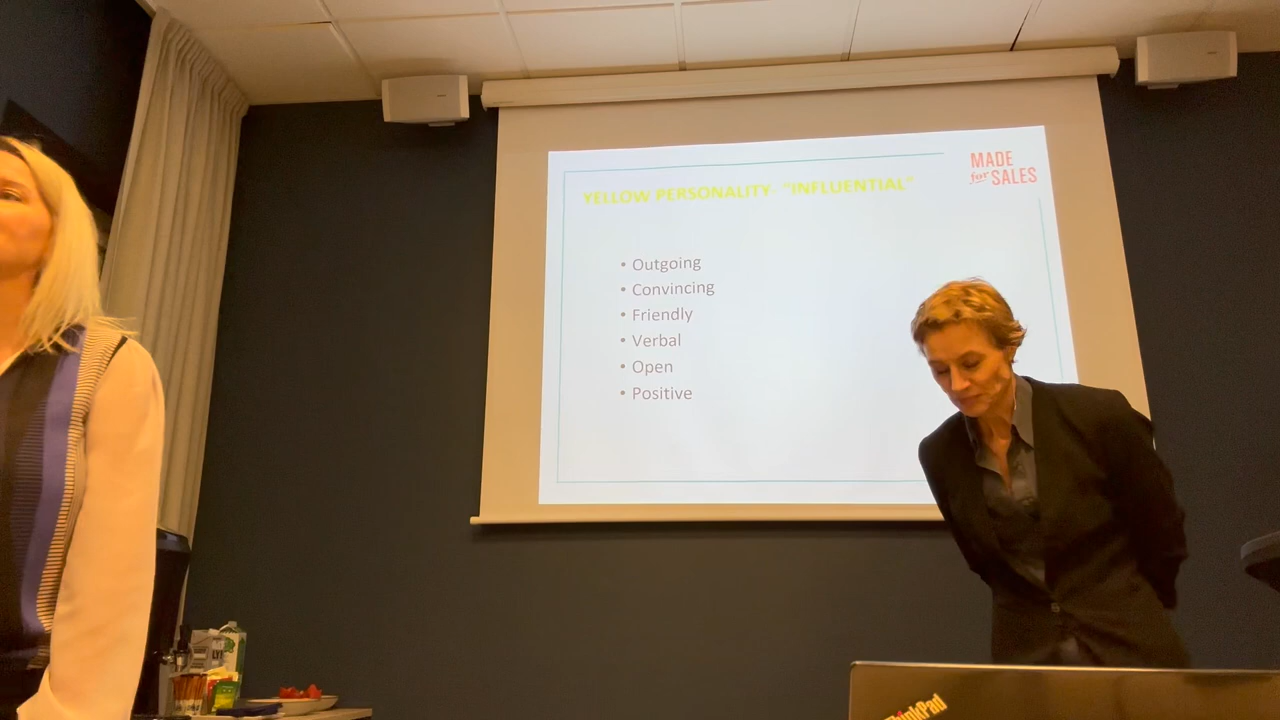 MADE
for SALES
YELLOW PERSONALITY- "INFLUENTIAL"
• Outgoing
• Convincing
• Friendly
• Verbal
• Open
• Positive
ThinkPad